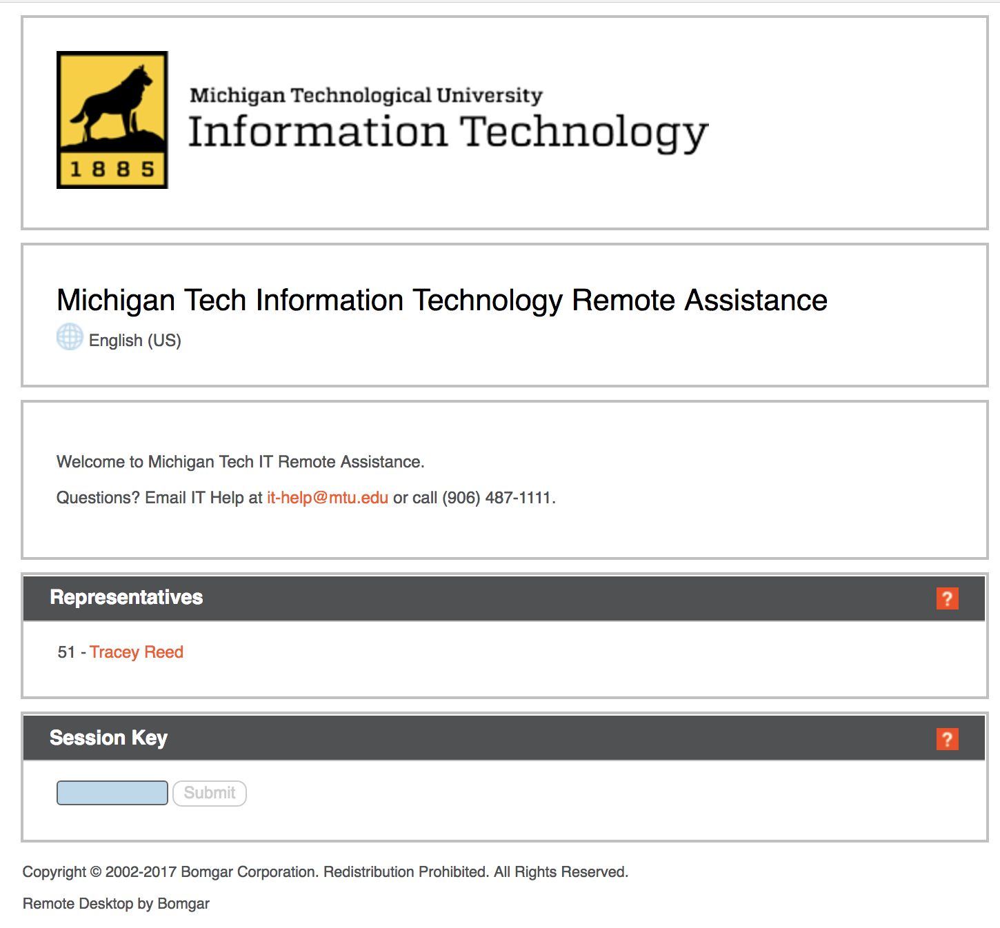 1885
Michigan Technological University
Information Technology
Michigan Tech Information Technology Remote Assistance
English (US)
Welcome to Michigan Tech IT Remote Assistance.
Questions? Email IT Help at it-help@mtu.edu or call (906) 487-1111.
Representatives
?
51 - Tracey Reed
Session Key
?
Submit
Copyright © 2002-2017 Bomgar Corporation. Redistribution Prohibited. All Rights Reserved.
Remote Desktop by Bomgar